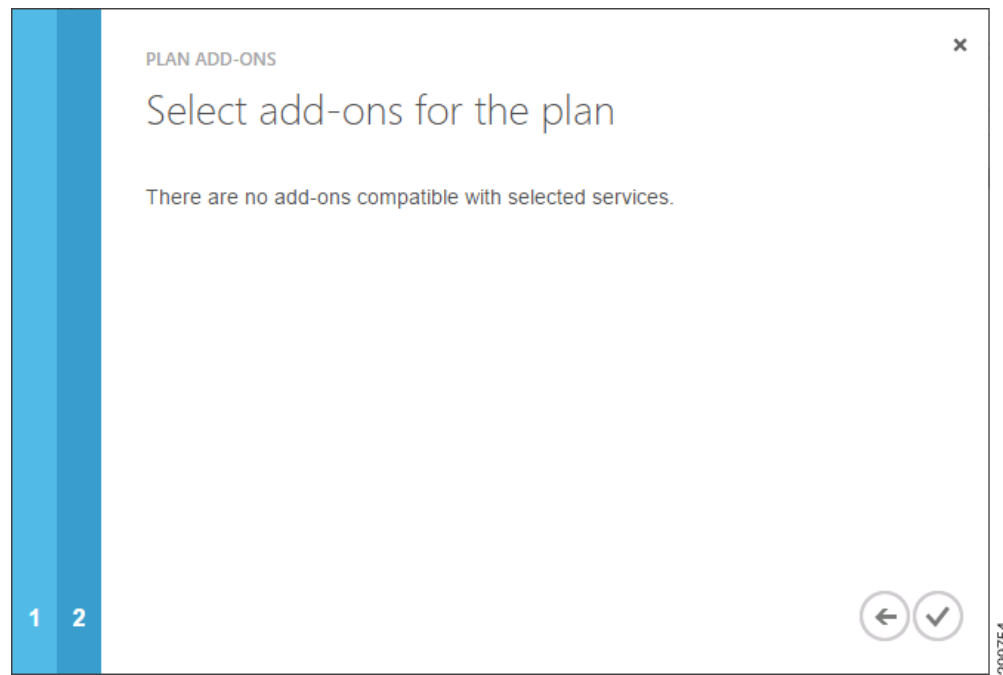 PLAN ADD-ONS
Select add-ons for the plan
There are no add-ons compatible with selected services.
1 2